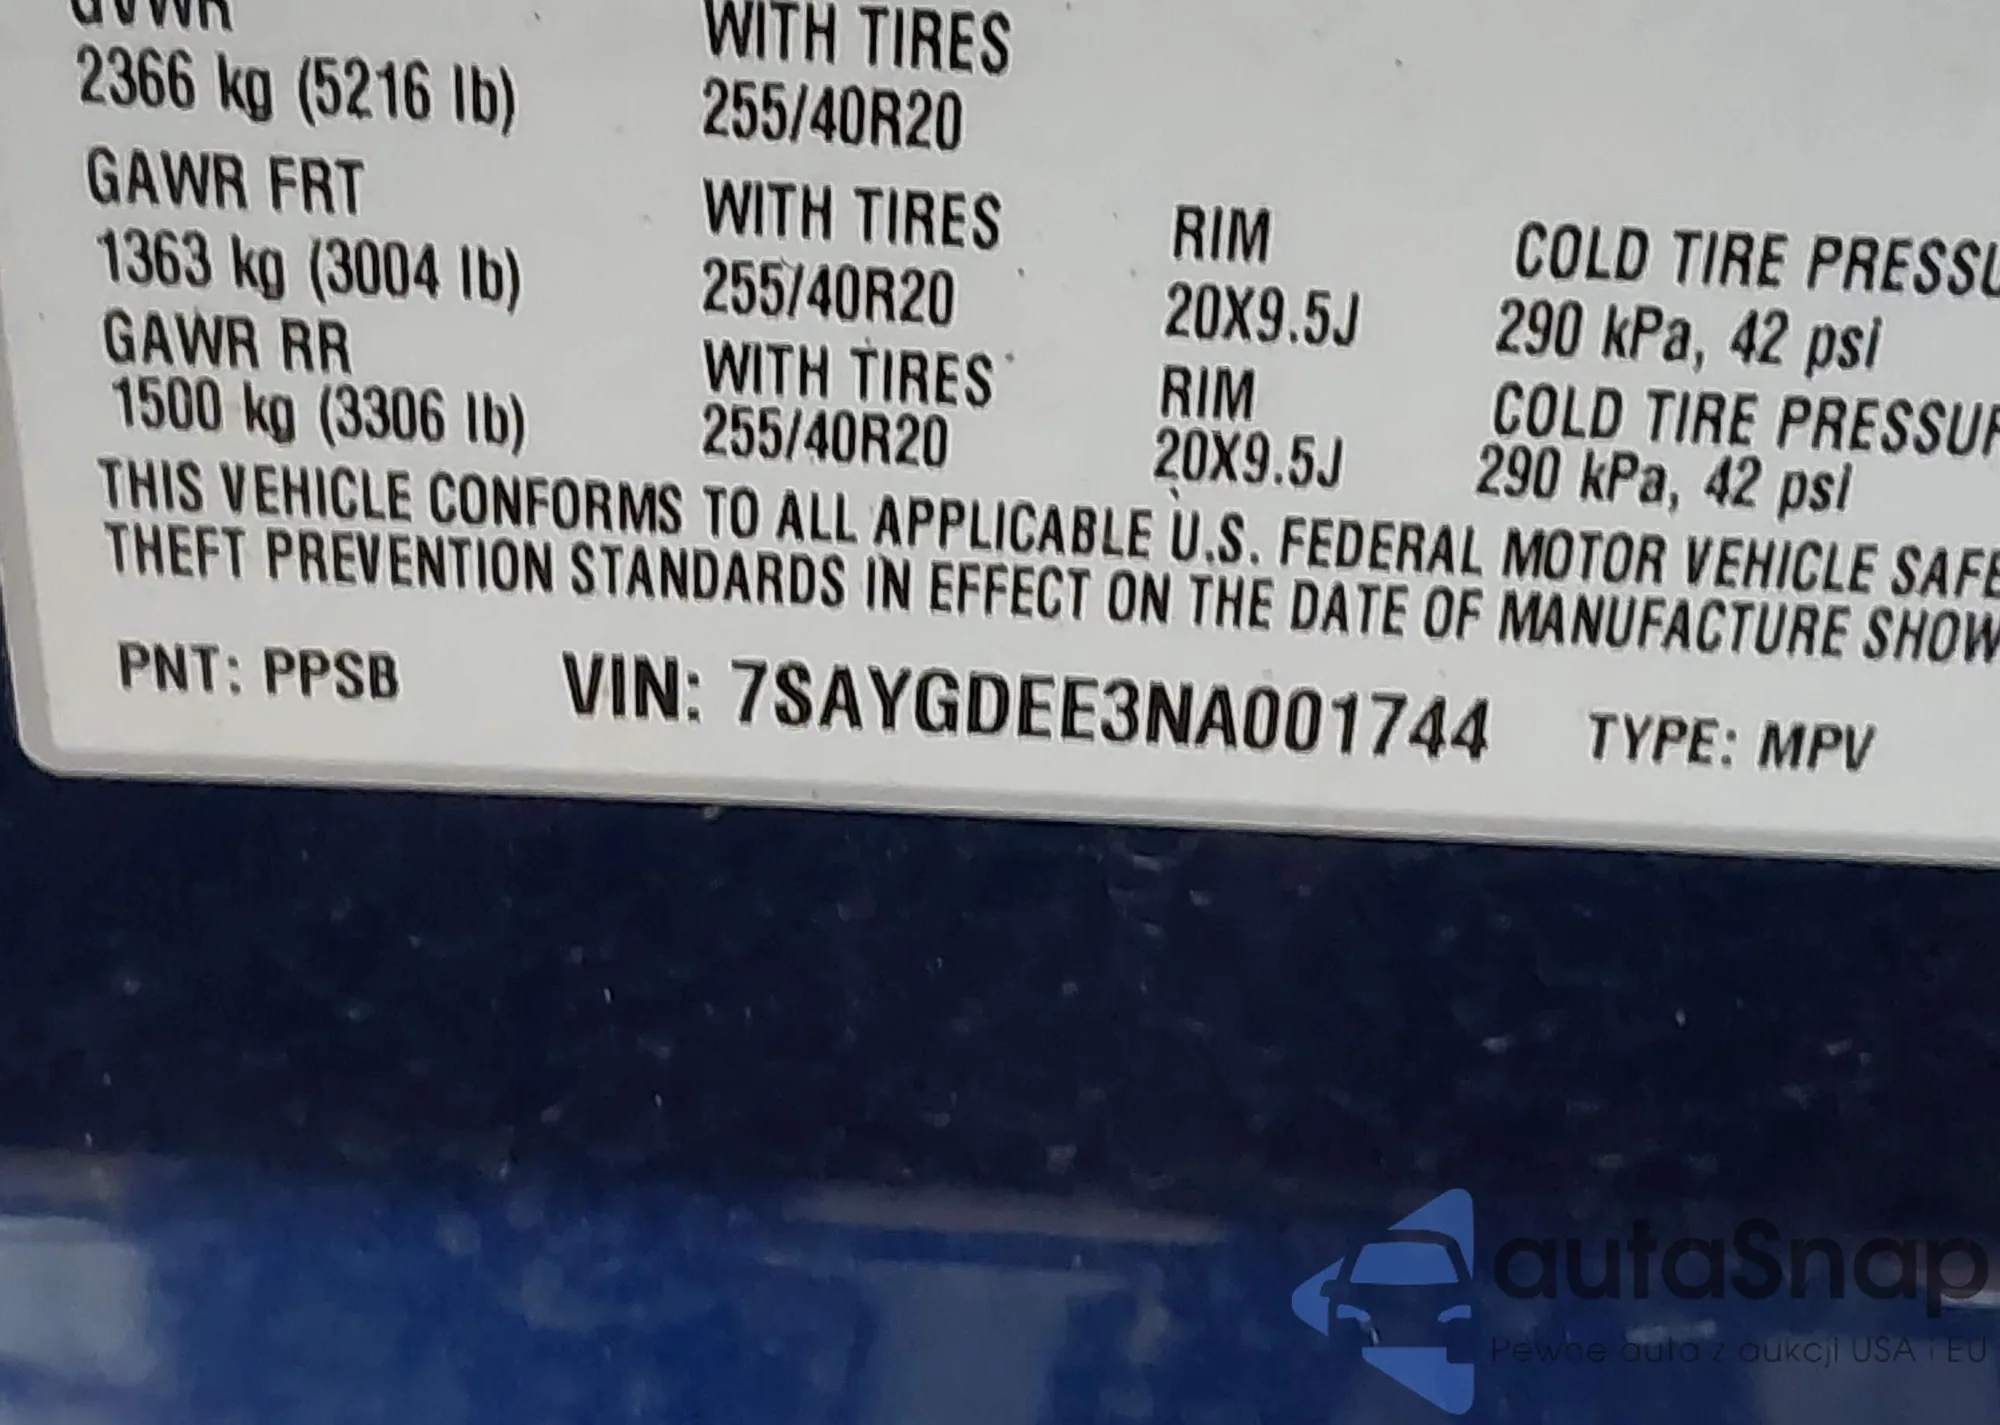 GVWR WITH TIRES
2366 kg (5216 lb) 255/40R20
GAWR FRT WITH TIRES RIM COLD TIRE PRESSU
1363 kg (3004 lb) 255/40R20 20X9.5J 290 kPa, 42 psi
GAWR RR WITH TIRES RIM COLD TIRE PRESSUR
1500 kg (3306 lb) 255/40R20 20X9.5J 290 kPa, 42 psi
THIS VEHICLE CONFORMS TO ALL APPLICABLE U.S. FEDERAL MOTOR VEHICLE SAFE
THEFT PREVENTION STANDARDS IN EFFECT ON THE DATE OF MANUFACTURE SHOW
PNT: PPSB VIN: 7SAYGDEE3NA001744 TYPE: MPV
autaSnap
Pewne auta z aukcji USA i EU